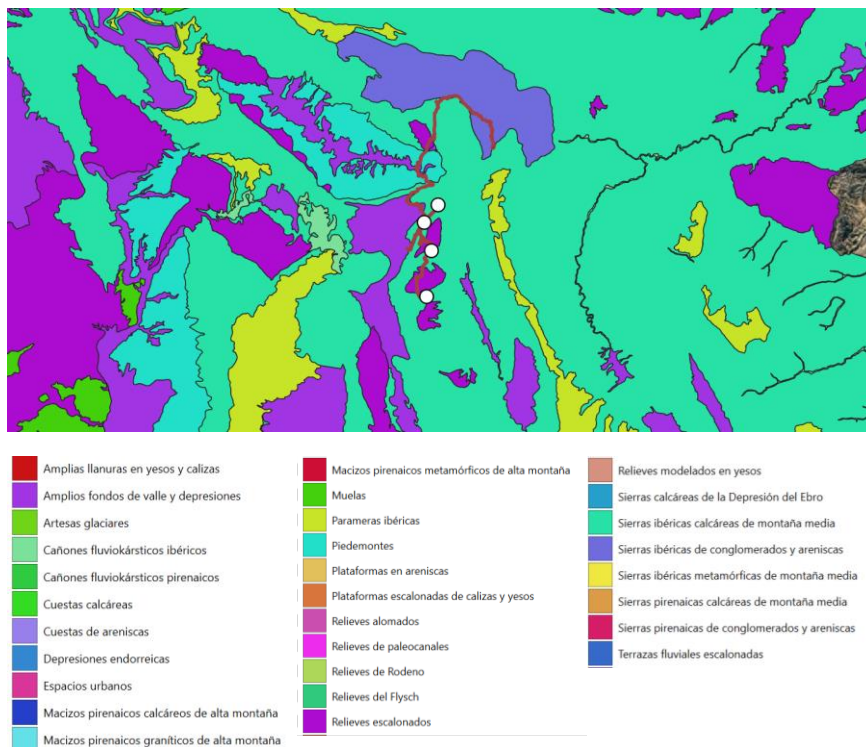 Amplias llanuras en yesos y calizas
Amplios fondos de valle y depresiones
Artesas glaciares
Cañones fluviokársticos ibéricos
Cañones fluviokársticos pirenaicos
Cuestas calcáreas
Cuestas de areniscas
Depresiones endorreicas
Espacios urbanos
Macizos pirenaicos calcáreos de alta montaña
Macizos pirenaicos graníticos de alta montaña
Macizos pirenaicos metamórficos de alta montaña
Muelas
Parameras ibéricas
Piedemontes
Plataformas en areniscas
Plataformas escalonadas de calizas y yesos
Relieves alomados
Relieves de paleocanales
Relieves de Rodeno
Relieves del Flysch
Relieves escalonados
Relieves modelados en yesos
Sierras calcáreas de la Depresión del Ebro
Sierras ibéricas calcáreas de montaña media
Sierras ibéricas de conglomerados y areniscas
Sierras ibéricas metamórficas de montaña media
Sierras pirenaicas calcáreas de montaña media
Sierras pirenaicas de conglomerados y areniscas
Terrazas fluviales escalonadas